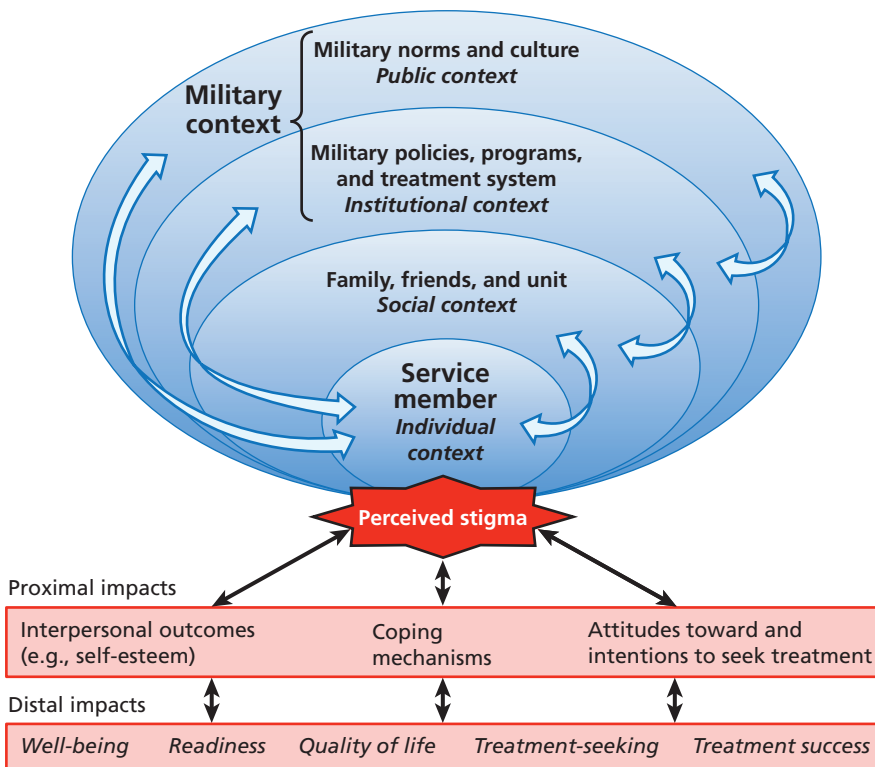 Military norms and culture
Public context
Military
context
Military policies, programs,
and treatment system
Institutional context
Family, friends, and unit
Social context
Service
member
Individual
context
Perceived stigma
Proximal impacts
Interpersonal outcomes
(e.g., self-esteem)
Coping
mechanisms
Attitudes toward and
intentions to seek treatment
Distal impacts
Well-being Readiness Quality of life Treatment-seeking Treatment success